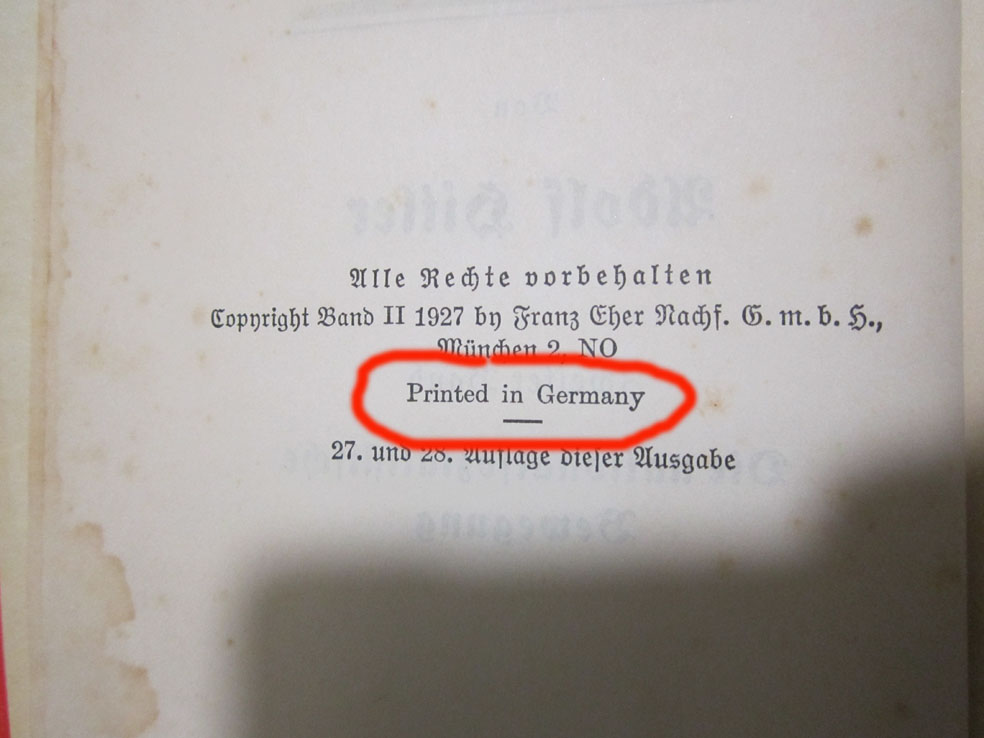 Alle Rechte vorbehalten
Copyright Band II 1927 by Franz Eher Nachf. G. m. b. H.,
München 2, NO
Printed in Germany
27. und 28. Auflage dieser Ausgabe